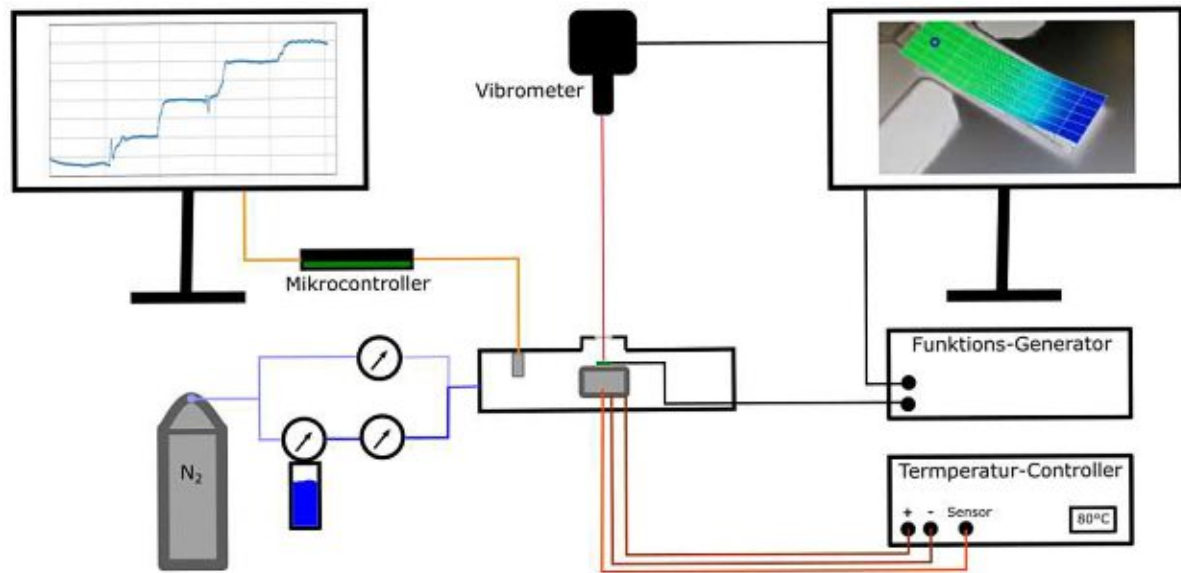 Vibrometer
Mikrocontroller
Funktions-Generator
N₂
Termperatur-Controller
+ - Sensor
80°C